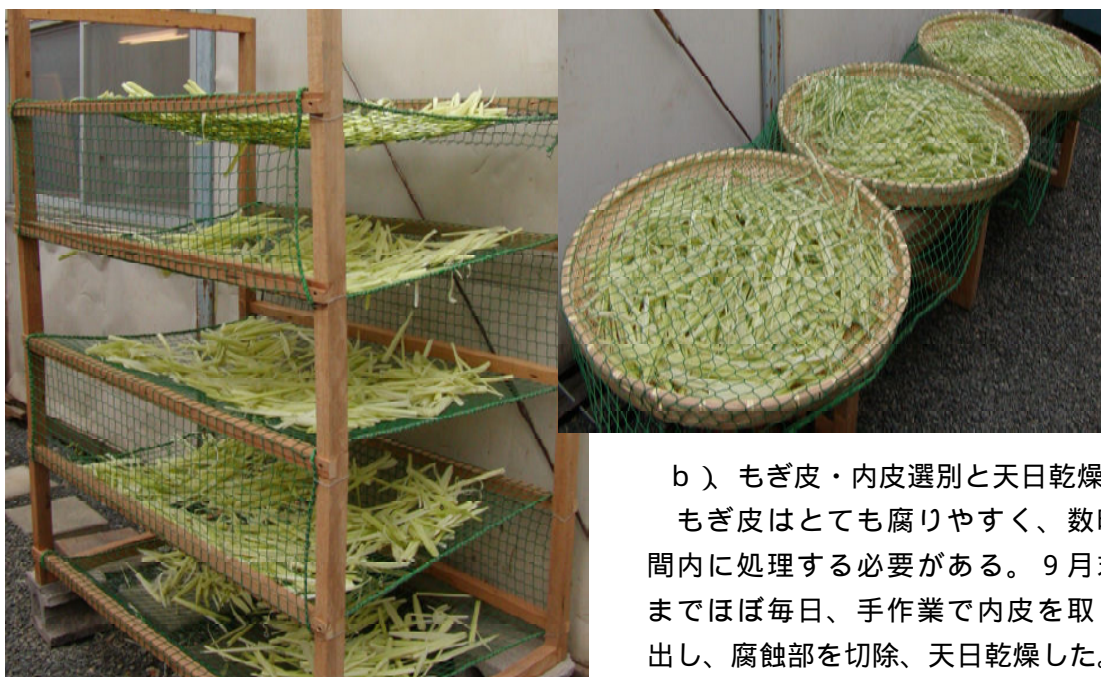 b)、もぎ皮・内皮選別と天日乾燥
もぎ皮はとても腐りやすく、数
間内に処理する必要がある。9月
までほぼ毎日、手作業で内皮を取
出し、腐蝕部を切除、天日乾燥した。